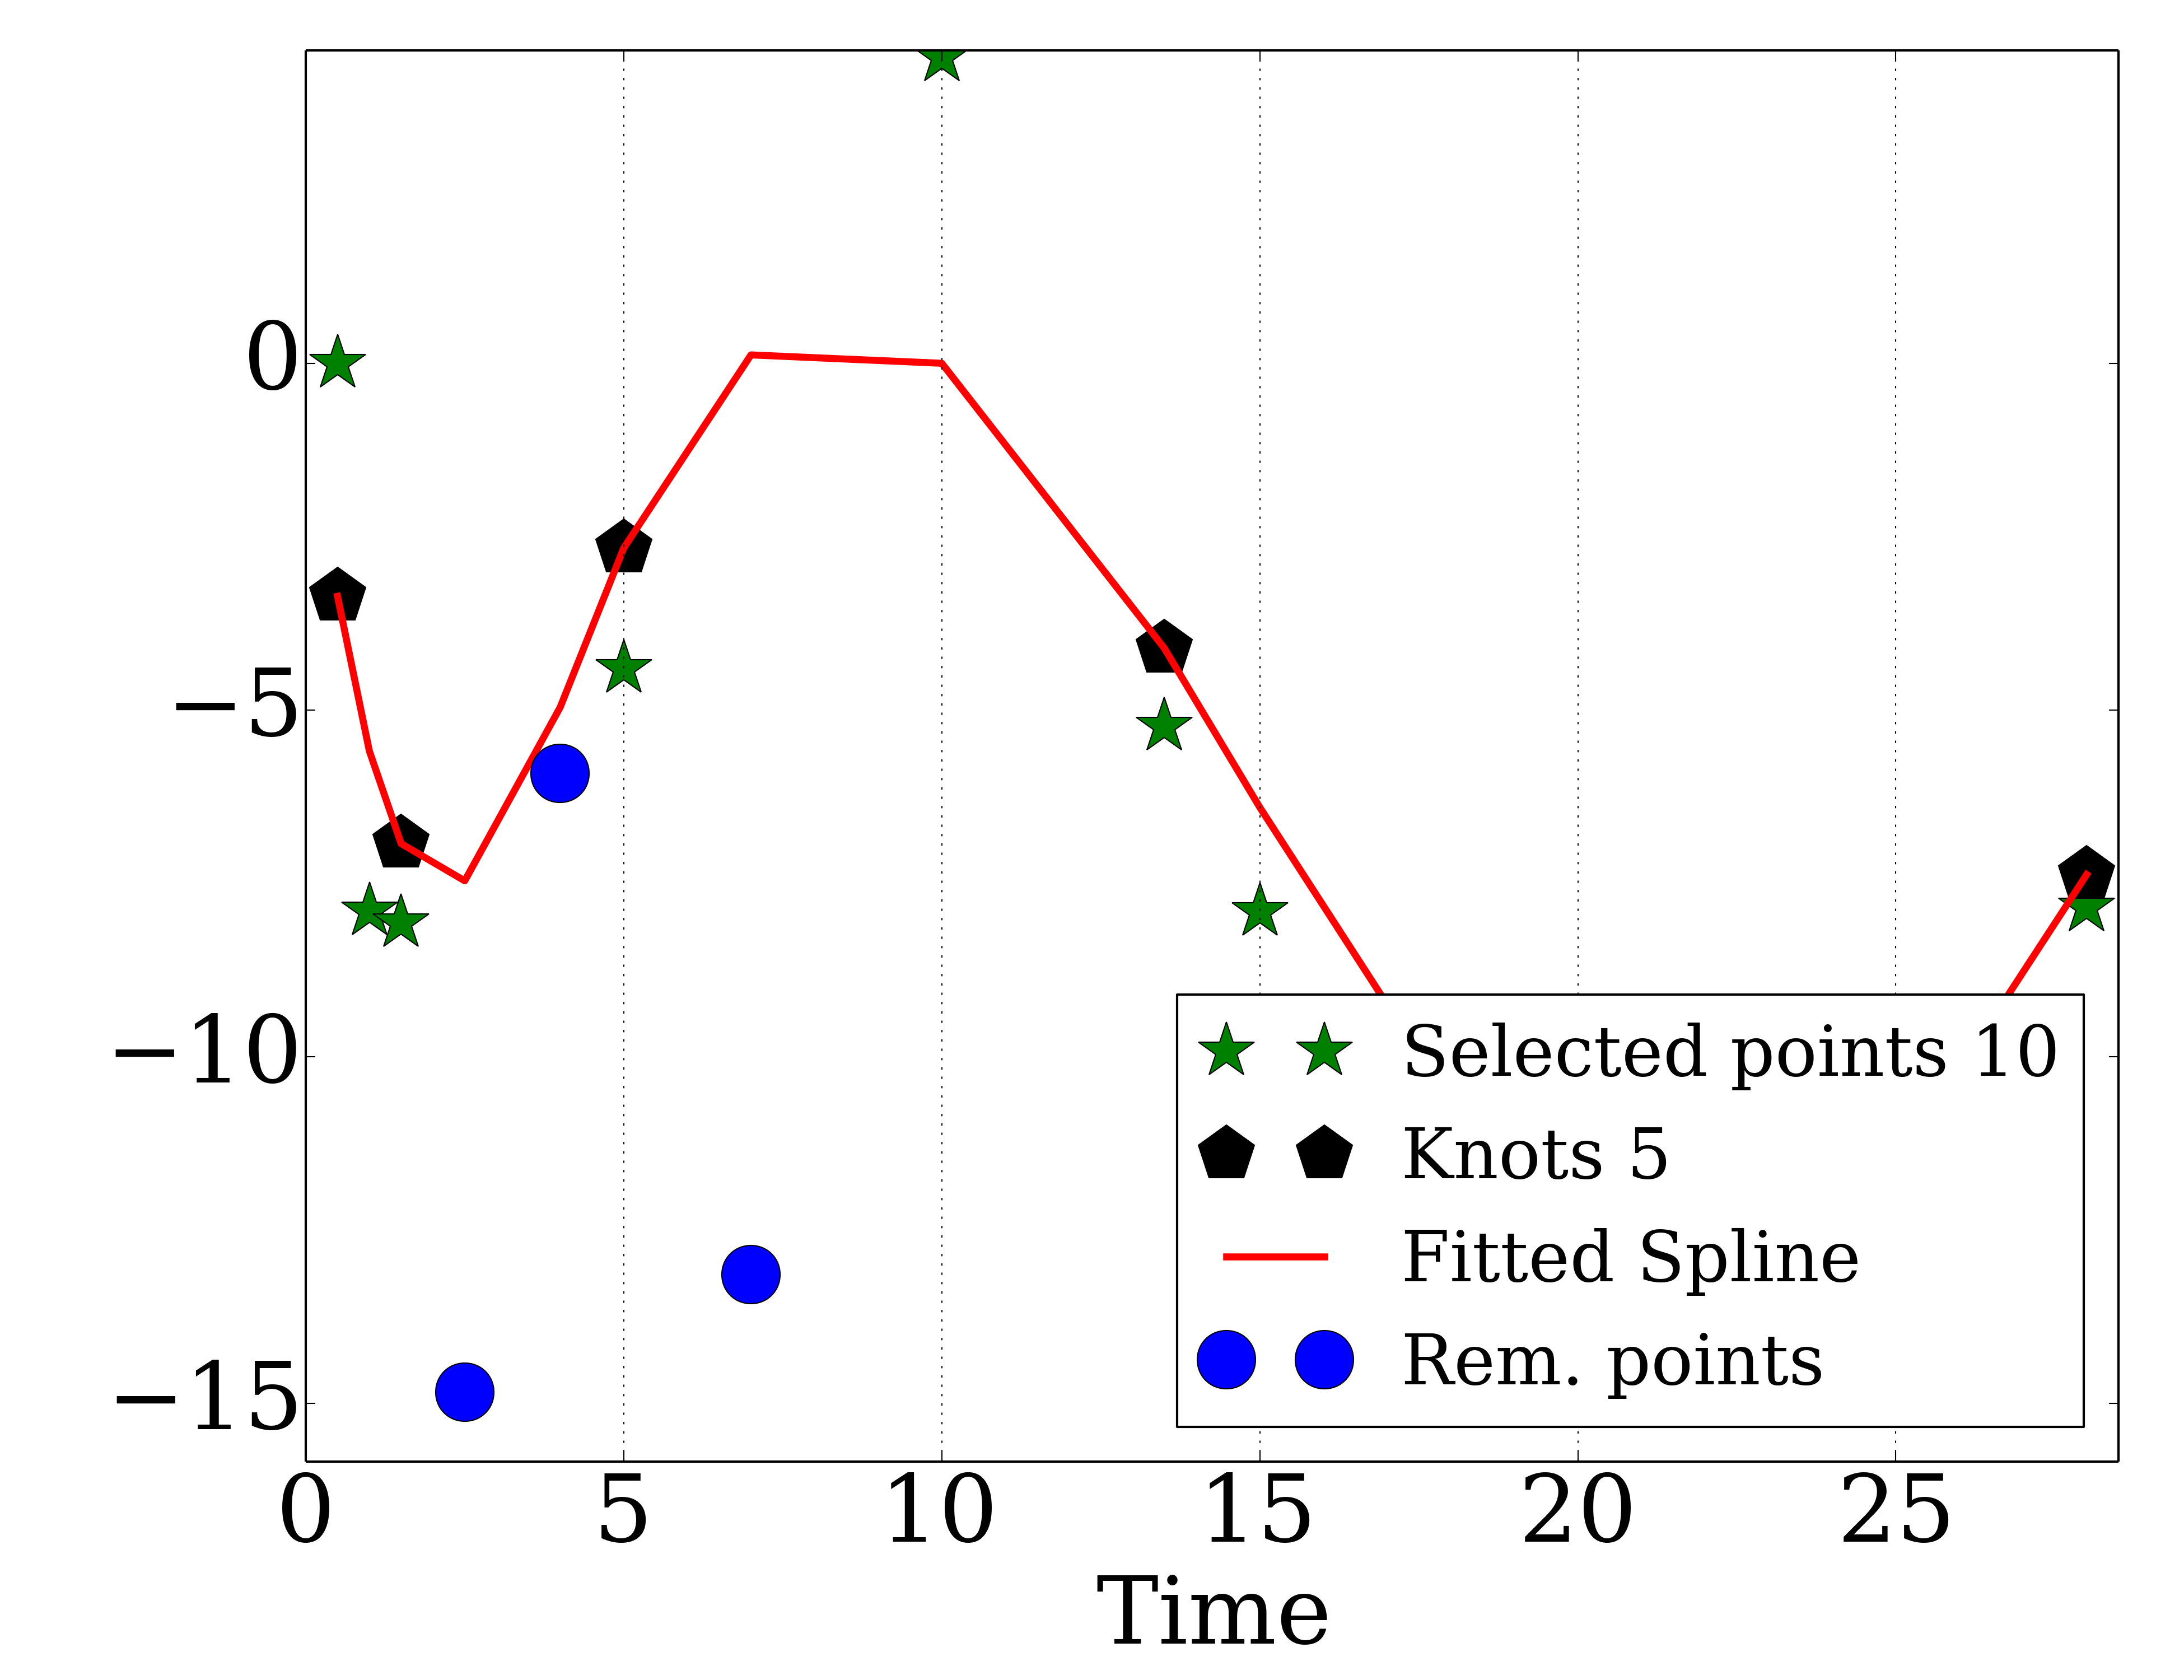 0
−5
−10
−15
0 5 10 15 20 25
Time
Selected points 10
Knots 5
Fitted Spline
Rem. points